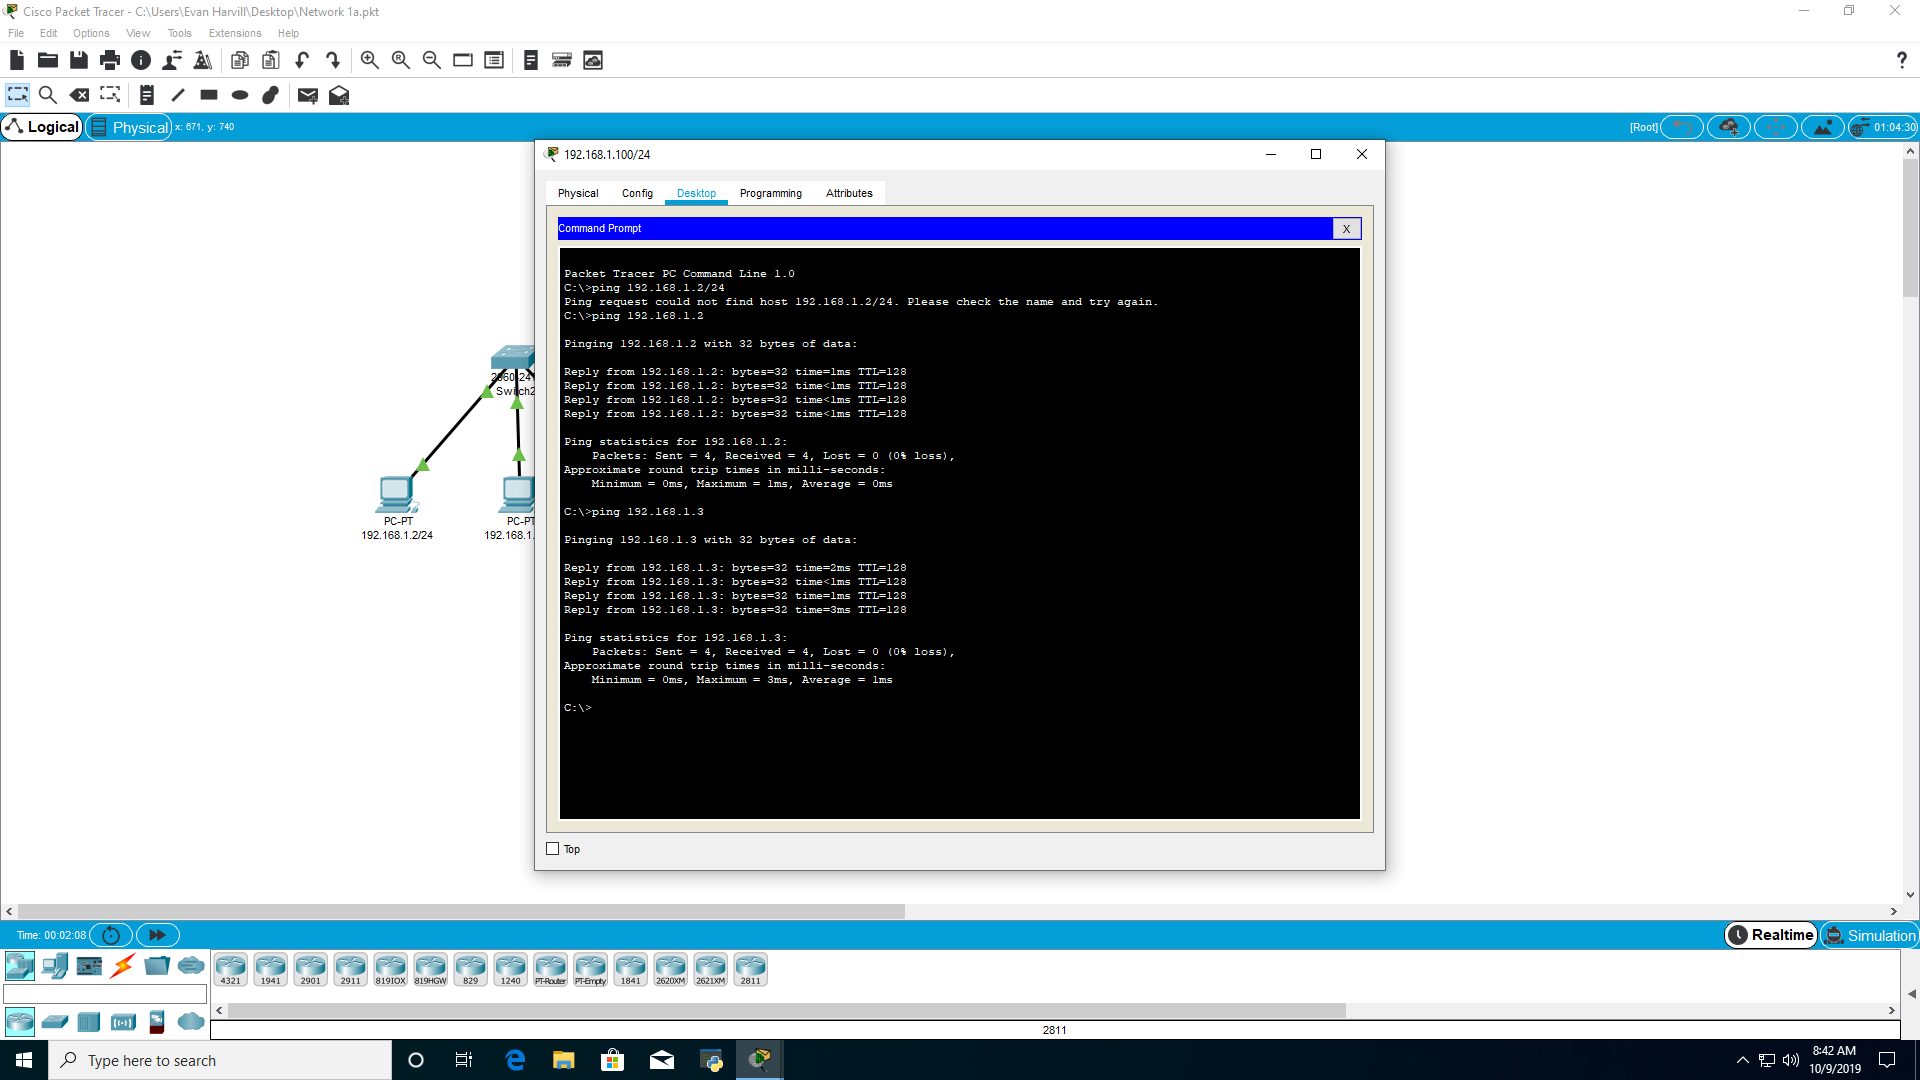 Cisco Packet Tracer - C:\Users\Evan Harvill\Desktop\Network 1a.pkt
File Edit Options View Tools Extensions Help
?
Logical Physical x: 671, y: 740 [Root] 01:04:30
192.168.1.100/24
Physical Config Desktop Programming Attributes
Command Prompt X
Packet Tracer PC Command Line 1.0
C:\>ping 192.168.1.2/24
Ping request could not find host 192.168.1.2/24. Please check the name and try again.
C:\>ping 192.168.1.2
Pinging 192.168.1.2 with 32 bytes of data:
Reply from 192.168.1.2: bytes=32 time=1ms TTL=128
Reply from 192.168.1.2: bytes=32 time<1ms TTL=128
Reply from 192.168.1.2: bytes=32 time<1ms TTL=128
Reply from 192.168.1.2: bytes=32 time<1ms TTL=128
Ping statistics for 192.168.1.2:
Packets: Sent = 4, Received = 4, Lost = 0 (0% loss),
Approximate round trip times in milli-seconds:
Minimum = 0ms, Maximum = 1ms, Average = 0ms
C:\>ping 192.168.1.3
Pinging 192.168.1.3 with 32 bytes of data:
Reply from 192.168.1.3: bytes=32 time=2ms TTL=128
Reply from 192.168.1.3: bytes=32 time<1ms TTL=128
Reply from 192.168.1.3: bytes=32 time=1ms TTL=128
Reply from 192.168.1.3: bytes=32 time=3ms TTL=128
Ping statistics for 192.168.1.3:
Packets: Sent = 4, Received = 4, Lost = 0 (0% loss),
Approximate round trip times in milli-seconds:
Minimum = 0ms, Maximum = 3ms, Average = 1ms
C:\>
Top
2960-24
Switch2
PC-PT
192.168.1.2/24
PC-PT
192.168.1.
Time: 00:02:08 Realtime Simulation
4321 1941 2901 2911 819IOX 819HGW 829 1240 PT-Router PT-Empty 1841 2620XM 2621XM 2811
2811
Type here to search
8:42 AM
10/9/2019